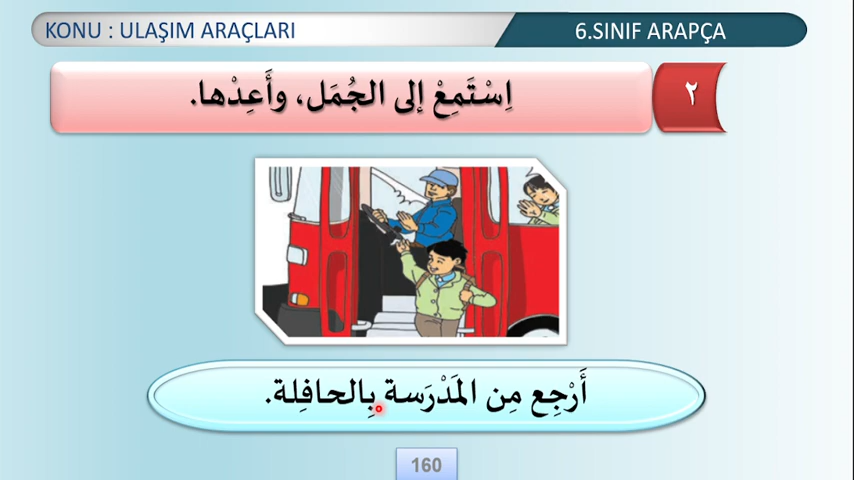 KONU : ULAŞIM ARAÇLARI
6.SINIF ARAPÇA
٢
اِسْتَمِعْ إلى الجُمَل، وأَعِدْها.
أَرْجِع مِن المَدْرَسة بِالحافِلة.
160